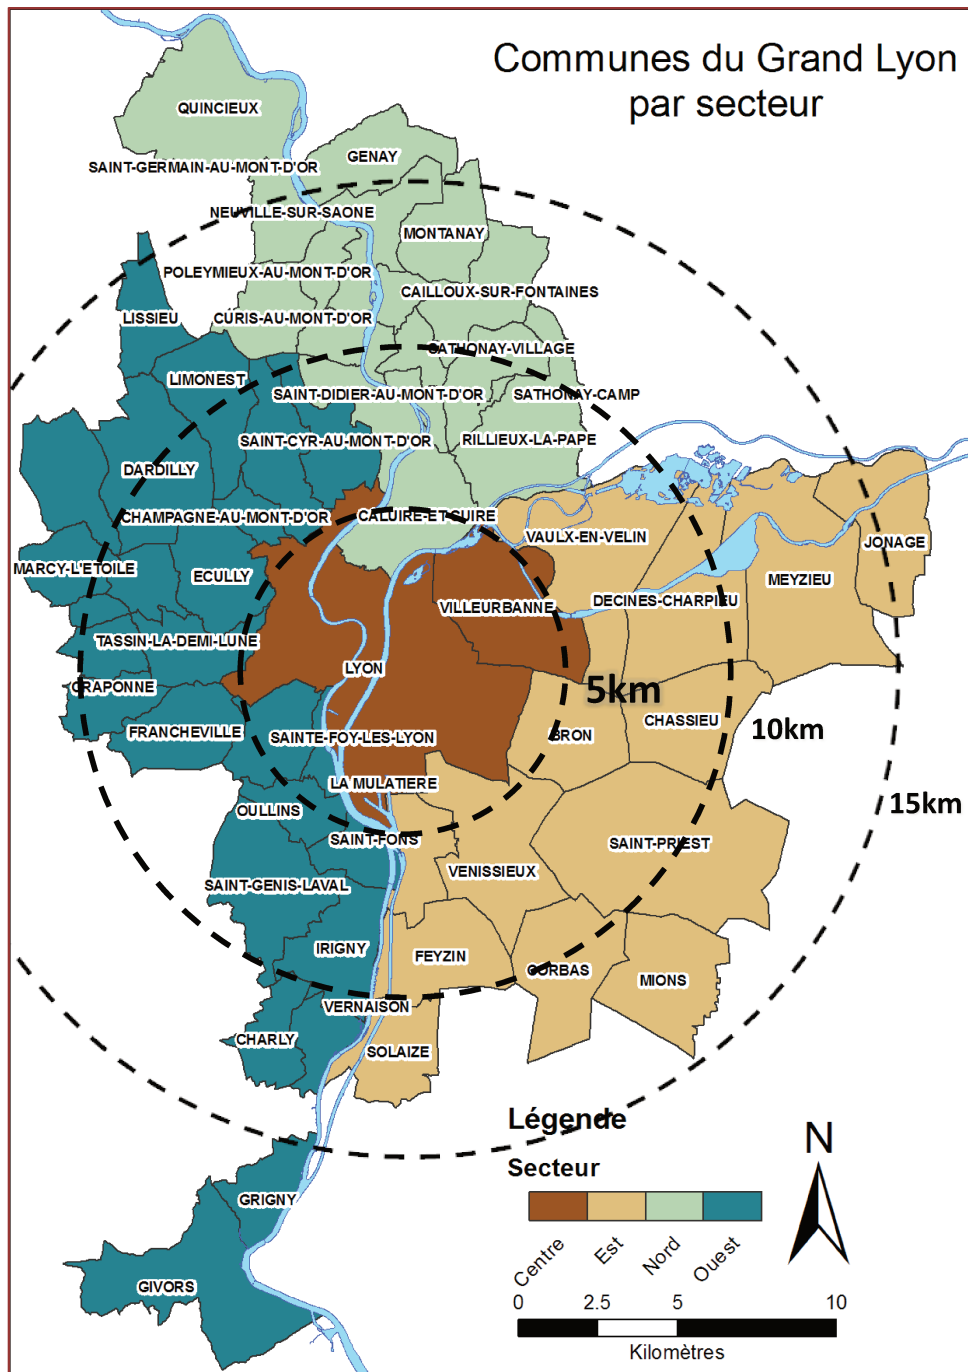 Communes du Grand Lyon
par secteur
QUINCIEUX
GENAY
SAINT-GERMAIN-AU-MONT-D'OR
NEUVILLE-SUR-SAONE
MONTANAY
POLEYMIEUX-AU-MONT-D'OR
CAILLOUX-SUR-FONTAINES
LISSIEU
CURIS-AU-MONT-D'OR
SATHONAY-VILLAGE
LIMONEST
SAINT-DIDIER-AU-MONT-D'OR
SATHONAY-CAMP
SAINT-CYR-AU-MONT-D'OR
RILLIEUX-LA-PAPE
DARDILLY
CHAMPAGNE-AU-MONT-D'OR
CALUIRE-ET-CUIRE
VAULX-EN-VELIN
JONAGE
MARCY-L'ETOILE
ECULLY
MEYZIEU
VILLEURBANNE
DECINES-CHARPIEU
TASSIN-LA-DEMI-LUNE
LYON
CRAPONNE
5km
FRANCHEVILLE
SAINTE-FOY-LES-LYON
BRON
CHASSIEU
10km
LA MULATIERE
OULLINS
15km
SAINT-FONS
SAINT-PRIEST
VENISSIEUX
SAINT-GENIS-LAVAL
IRIGNY
FEYZIN
CORBAS
MIONS
VERNAISON
CHARLY
SOLAIZE
Légende
N
Secteur
GRIGNY
Centre
Est
Nord
Ouest
GIVORS
0 2.5 5 10
Kilomètres